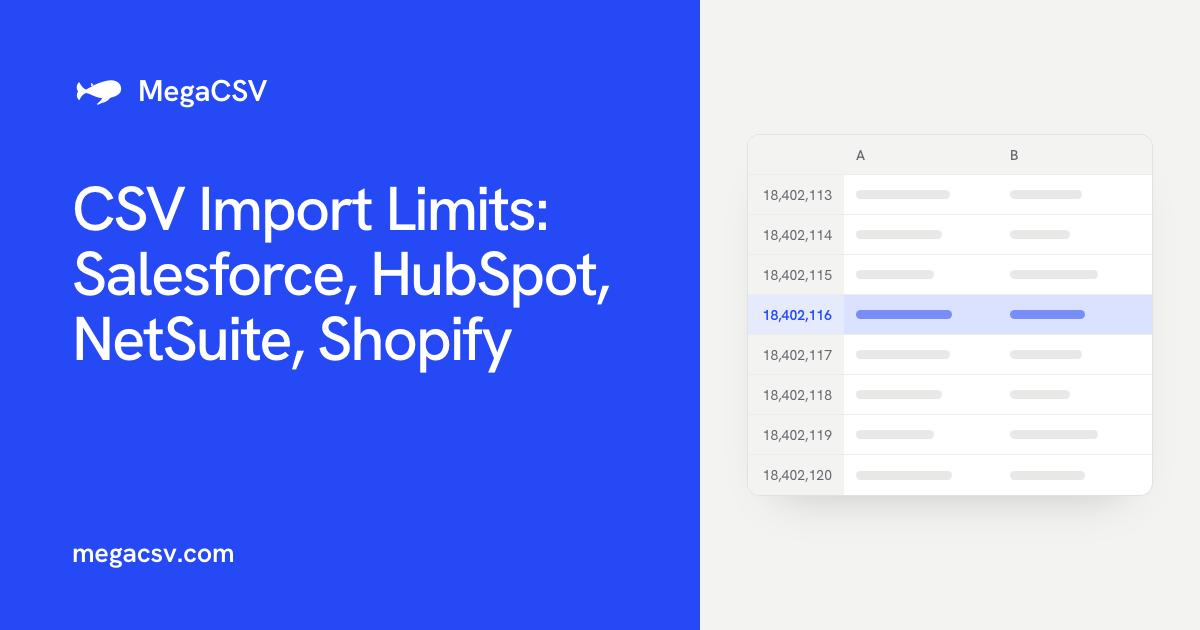 MegaCSV
CSV Import Limits:
Salesforce, HubSpot,
NetSuite, Shopify
megacsv.com
A B
18,402,113
18,402,114
18,402,115
18,402,116
18,402,117
18,402,118
18,402,119
18,402,120